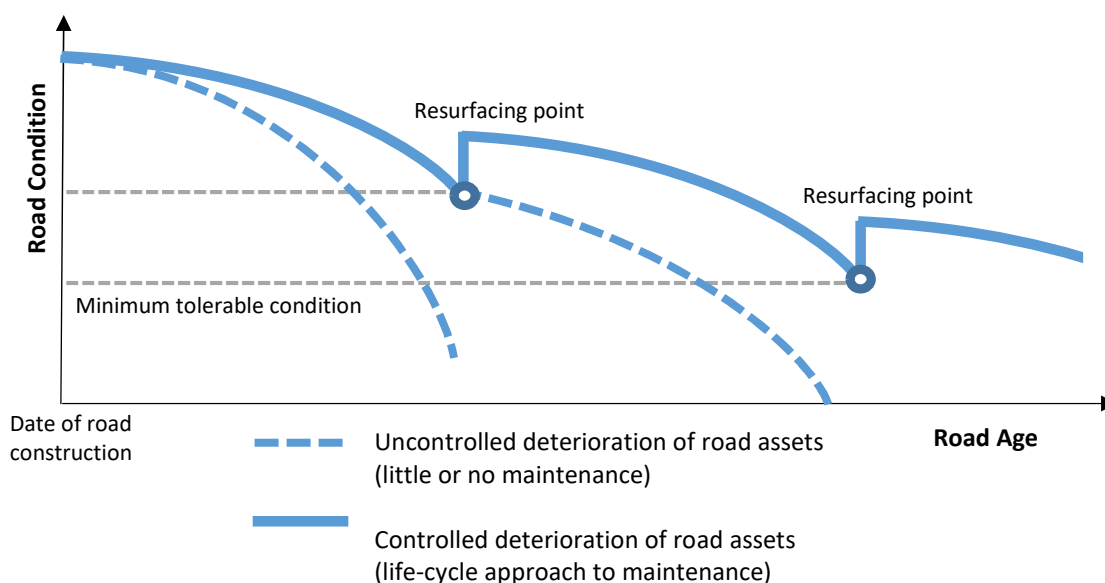 Road Condition
Resurfacing point
Resurfacing point
Minimum tolerable condition
Date of road
construction
Road Age
Uncontrolled deterioration of road assets
(little or no maintenance)
Controlled deterioration of road assets
(life-cycle approach to maintenance)